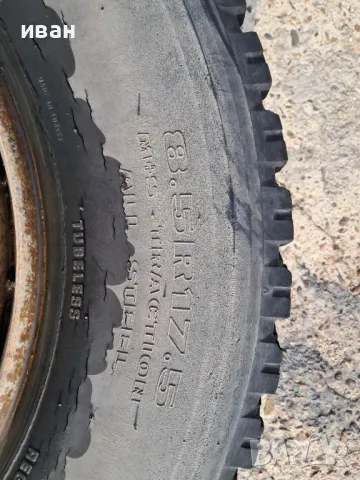 иван
8.5R17.5
M+S - TRACTION
ALL STEEL
TUBELESS